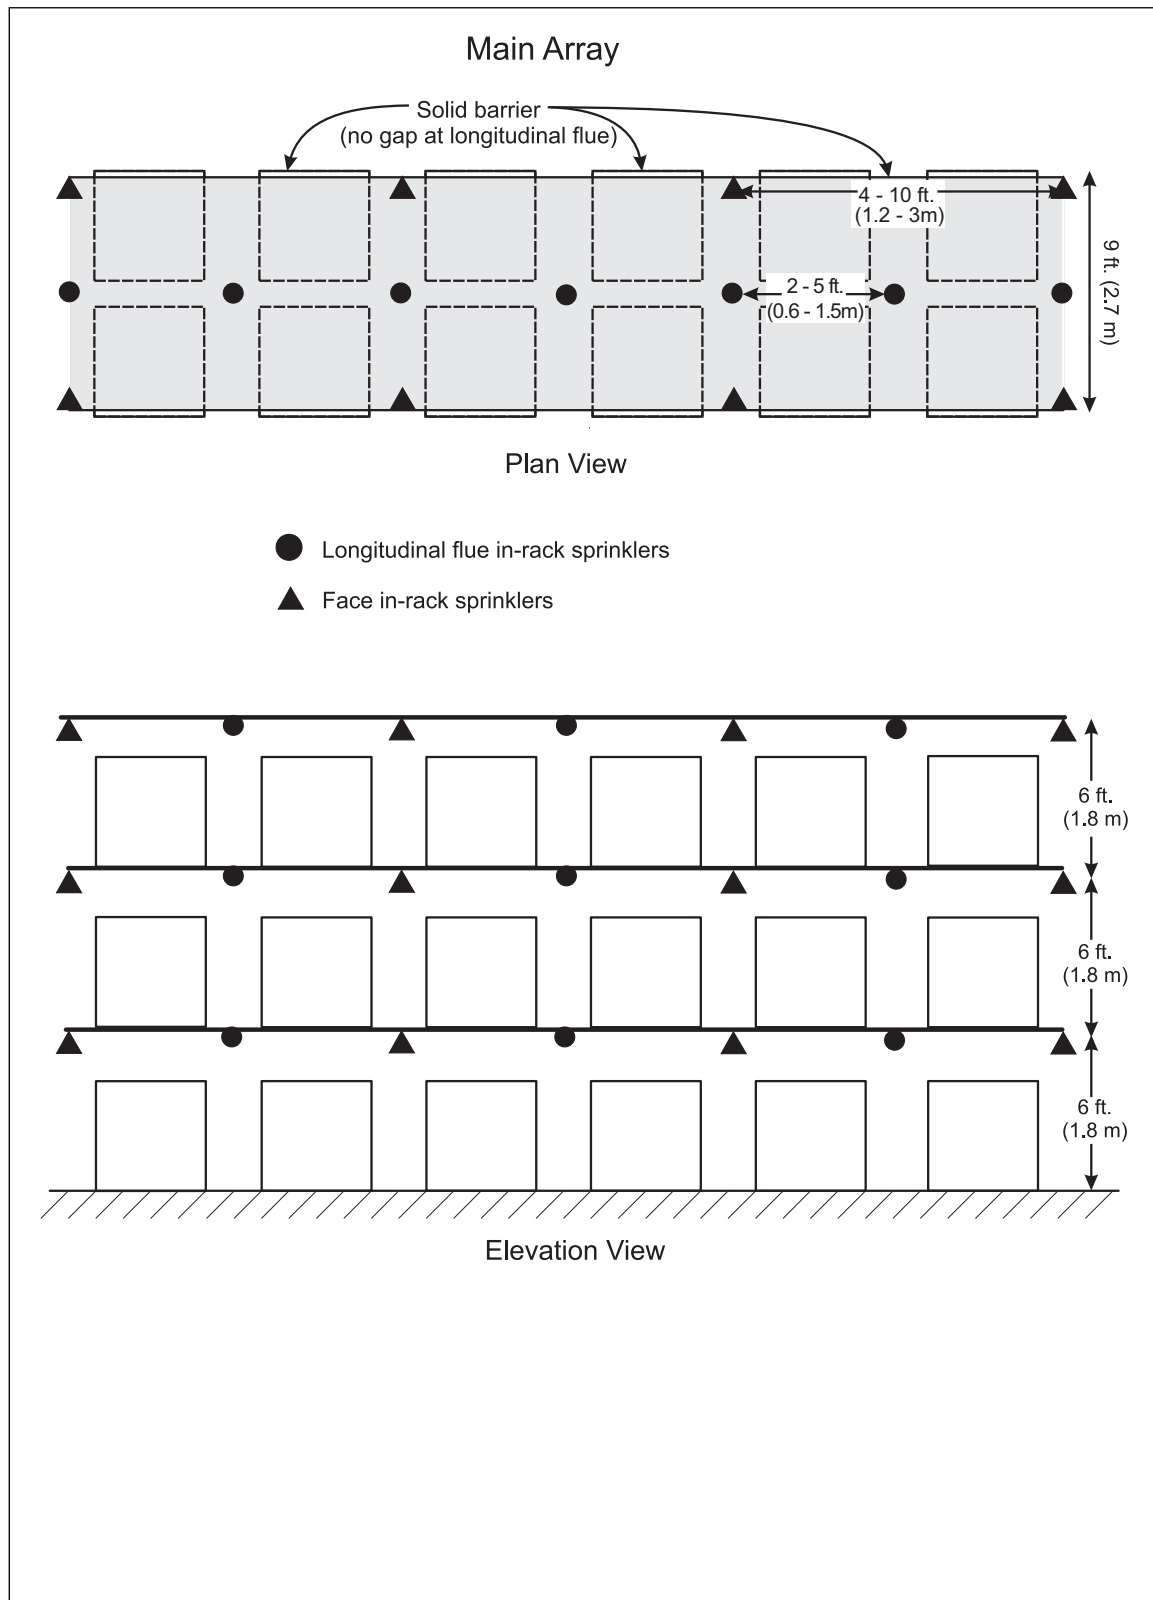 Main Array
Solid barrier
(no gap at longitudinal flue)
4 - 10 ft.
(1.2 - 3m)
2 - 5 ft.
(0.6 - 1.5m)
9 ft. (2.7 m)
Plan View
Longitudinal flue in-rack sprinklers
Face in-rack sprinklers
6 ft.
(1.8 m)
6 ft.
(1.8 m)
6 ft.
(1.8 m)
Elevation View